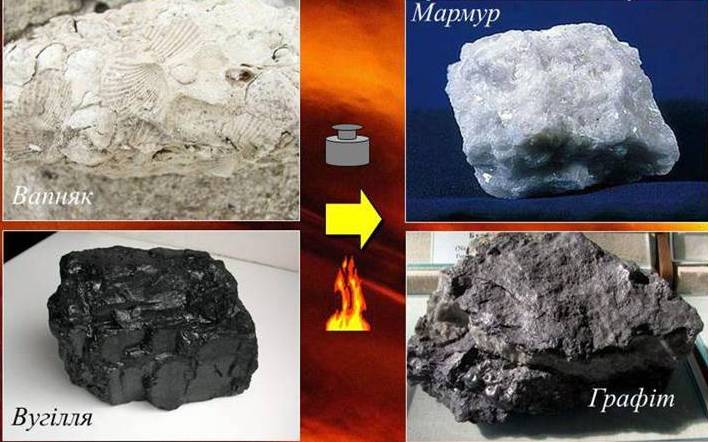 Мармур
Вапняк
Вугілля
Графіт